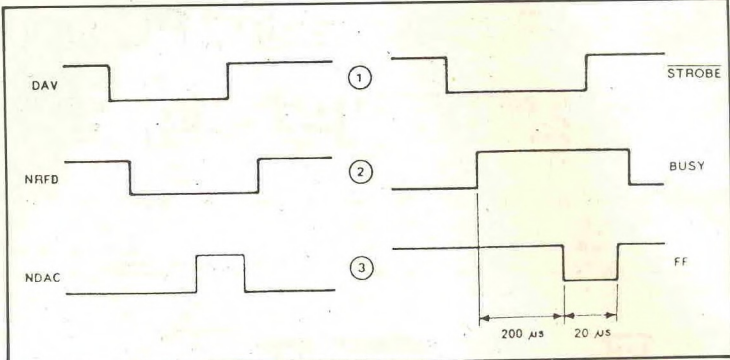 DAV
1
STROBE
NRFD
2
BUSY
NDAC
3
FF
200 μs
20 μs